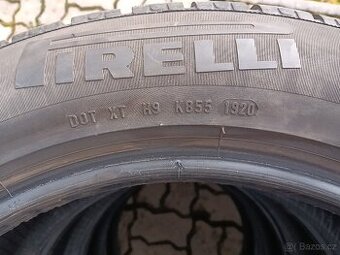 PIRELLI
DOT XT H9 K855 1920
Bazos.cz